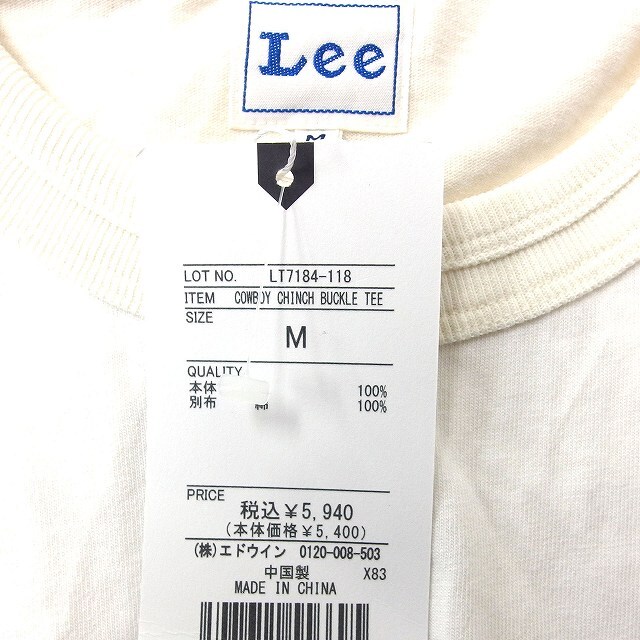 Lee
M
LOT NO. LT7184-118
ITEM COWBOY CHINCH BUCKLE TEE
SIZE
M
QUALITY
本体 100%
別布 100%
PRICE
税込￥5,940
(本体価格￥5,400)
(株)エドウイン 0120-008-503
中国製 X83
MADE IN CHINA